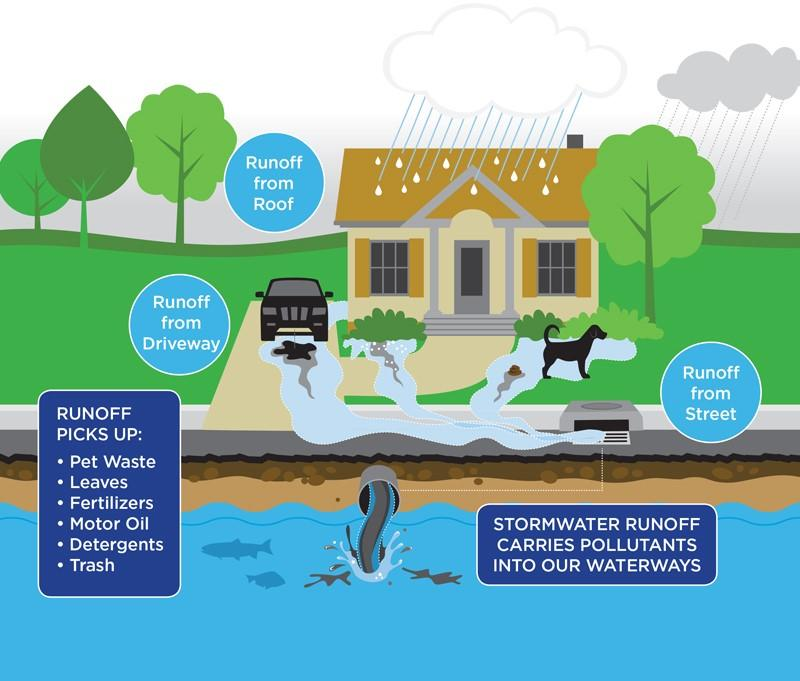 Runoff
from
Roof
Runoff
from
Driveway
Runoff
from
Street
RUNOFF
PICKS UP:
• Pet Waste
• Leaves
• Fertilizers
• Motor Oil
• Detergents
• Trash
STORMWATER RUNOFF
CARRIES POLLUTANTS
INTO OUR WATERWAYS